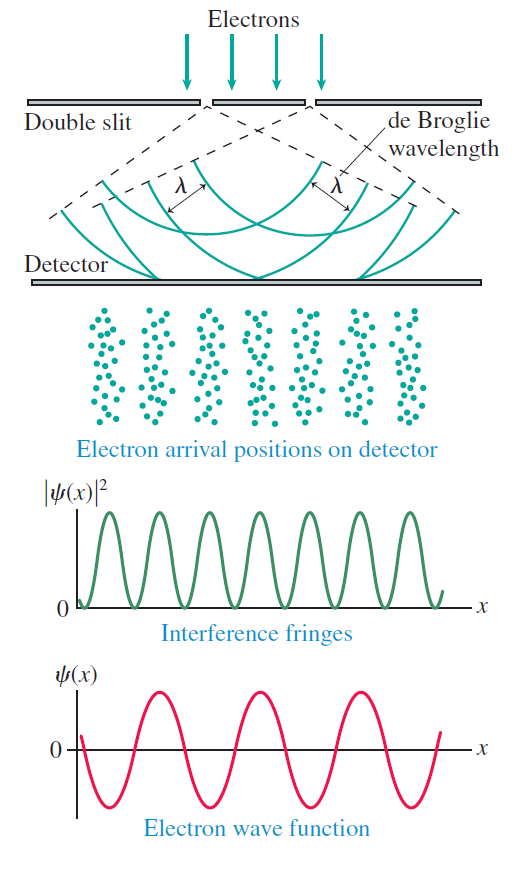 Electrons
Double slit
de Broglie
wavelength
λ
λ
Detector
Electron arrival positions on detector
|ψ(x)|²
0
x
Interference fringes
ψ(x)
0
x
Electron wave function